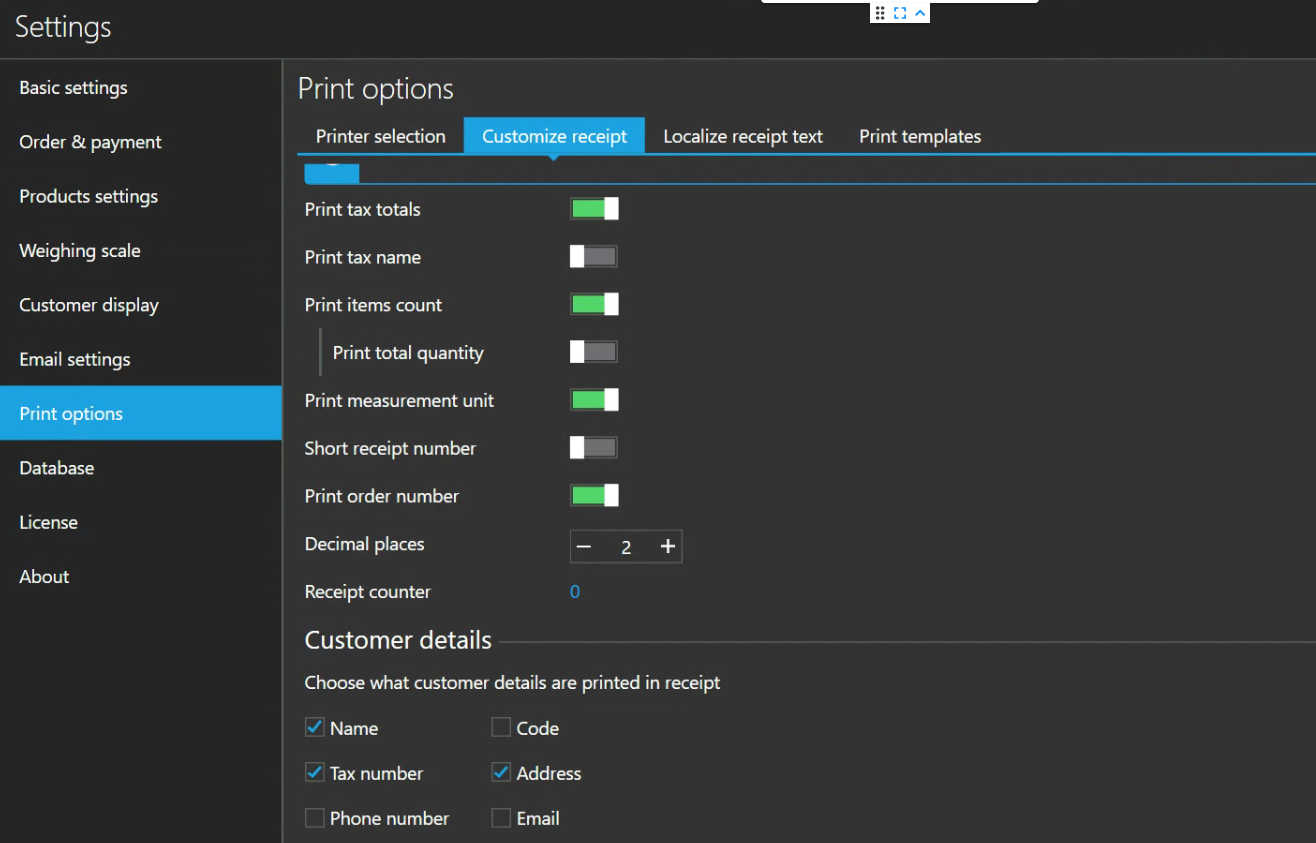 Settings
Basic settings
Order & payment
Products settings
Weighing scale
Customer display
Email settings
Print options
Database
License
About
Print options
Printer selection Customize receipt Localize receipt text Print templates
Print tax totals
Print tax name
Print items count
Print total quantity
Print measurement unit
Short receipt number
Print order number
Decimal places 2
Receipt counter 0
Customer details
Choose what customer details are printed in receipt
Name Code
Tax number Address
Phone number Email